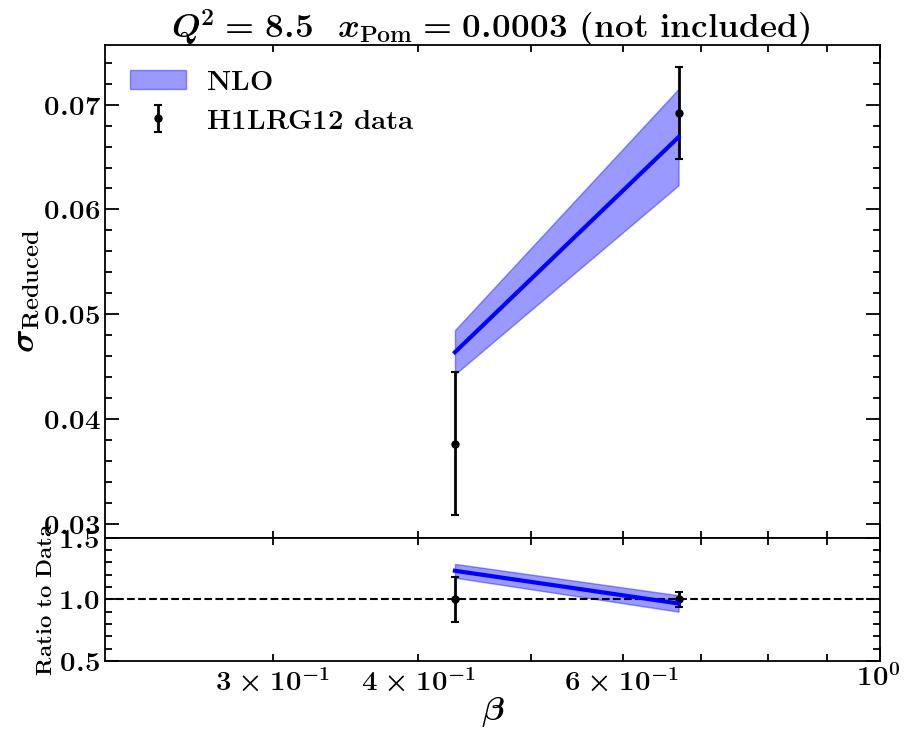 Q² = 8.5 x_Pom = 0.0003 (not included)
NLO
H1LRG12 data
σ_Reduced
0.07
0.06
0.05
0.04
0.03
Ratio to Data
1.5
1.0
0.5
3 × 10⁻¹ 4 × 10⁻¹ 6 × 10⁻¹ 10⁰
β